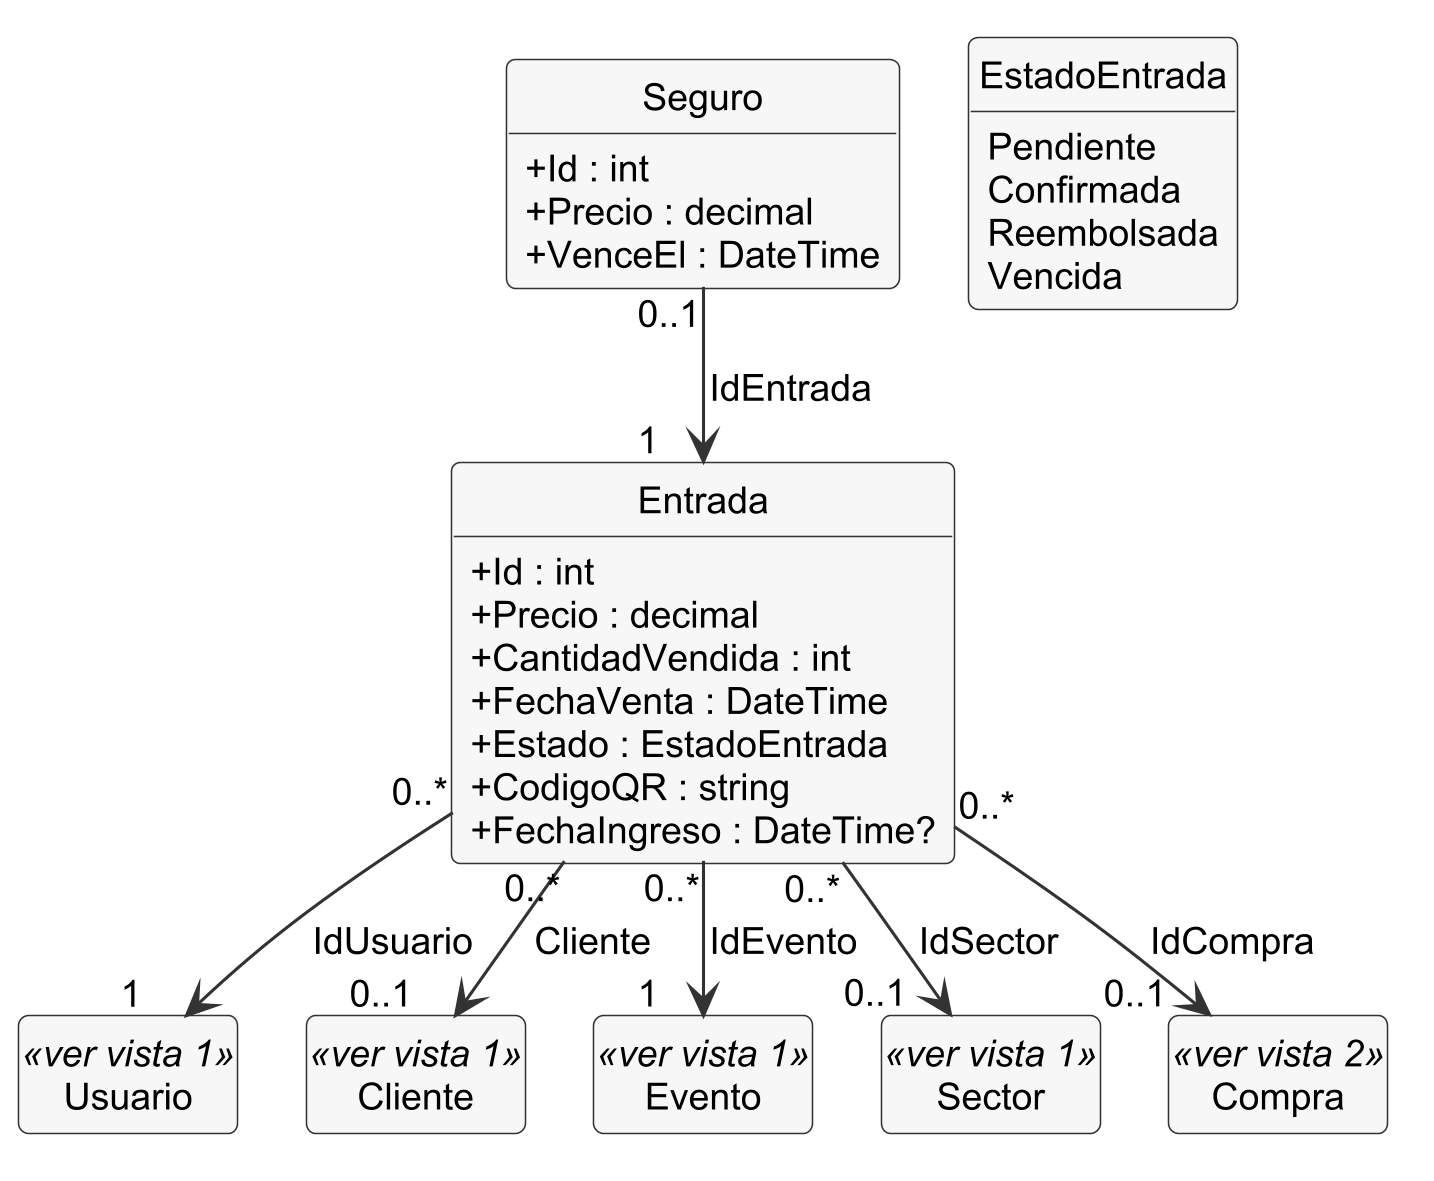 Seguro
+Id : int
+Precio : decimal
+VenceEl : DateTime
EstadoEntrada
Pendiente
Confirmada
Reembolsada
Vencida
0..1
IdEntrada
1
Entrada
+Id : int
+Precio : decimal
+CantidadVendida : int
+FechaVenta : DateTime
+Estado : EstadoEntrada
+CodigoQR : string
+FechaIngreso : DateTime?
0..*
0..*
0..*
0..*
0..*
IdUsuario
Cliente
IdEvento
IdSector
IdCompra
1
0..1
1
0..1
0..1
«ver vista 1»
Usuario
«ver vista 1»
Cliente
«ver vista 1»
Evento
«ver vista 1»
Sector
«ver vista 2»
Compra